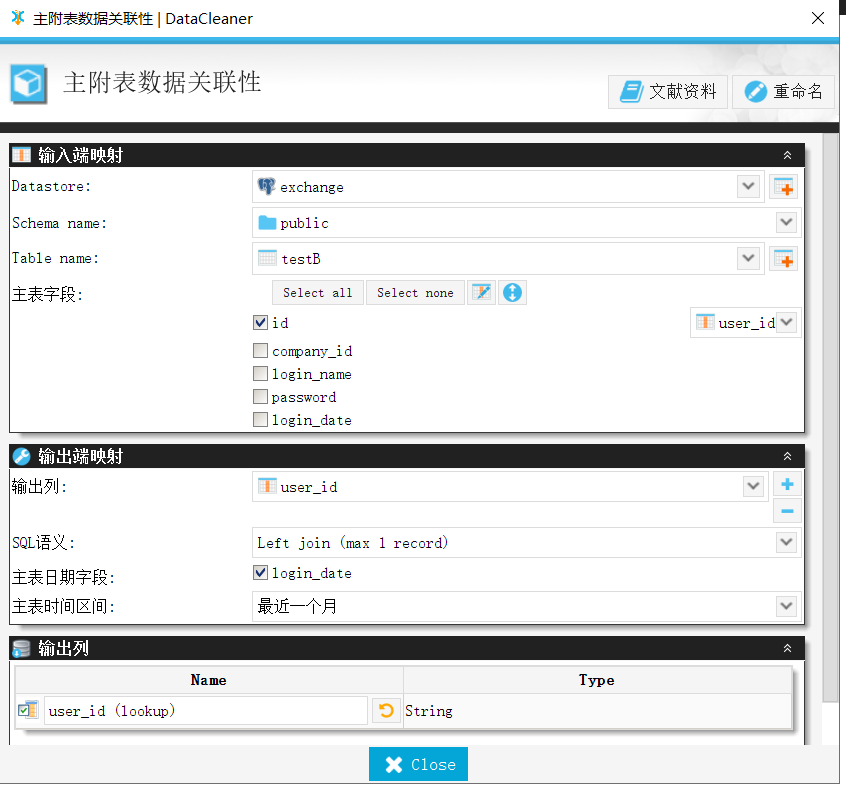 主附表数据关联性 | DataCleaner
主附表数据关联性
文献资料
重命名
输入端映射
Datastore:
exchange
Schema name:
public
Table name:
testB
主表字段:
Select all
Select none
id
user_id
company_id
login_name
password
login_date
输出端映射
输出列:
user_id
SQL语义:
Left join (max 1 record)
主表日期字段:
login_date
主表时间区间:
最近一个月
输出列
Name
Type
user_id (lookup)
String
Close